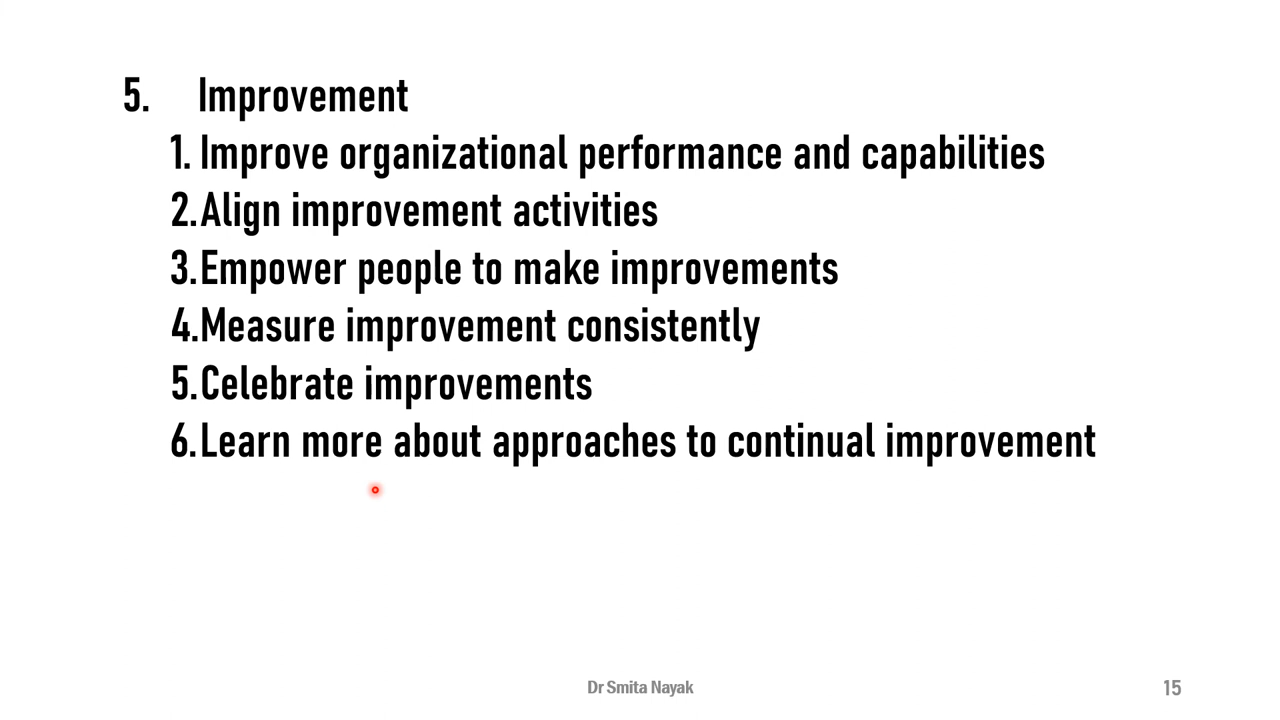 5. Improvement
1. Improve organizational performance and capabilities
2. Align improvement activities
3. Empower people to make improvements
4. Measure improvement consistently
5. Celebrate improvements
6. Learn more about approaches to continual improvement
Dr Smita Nayak
15